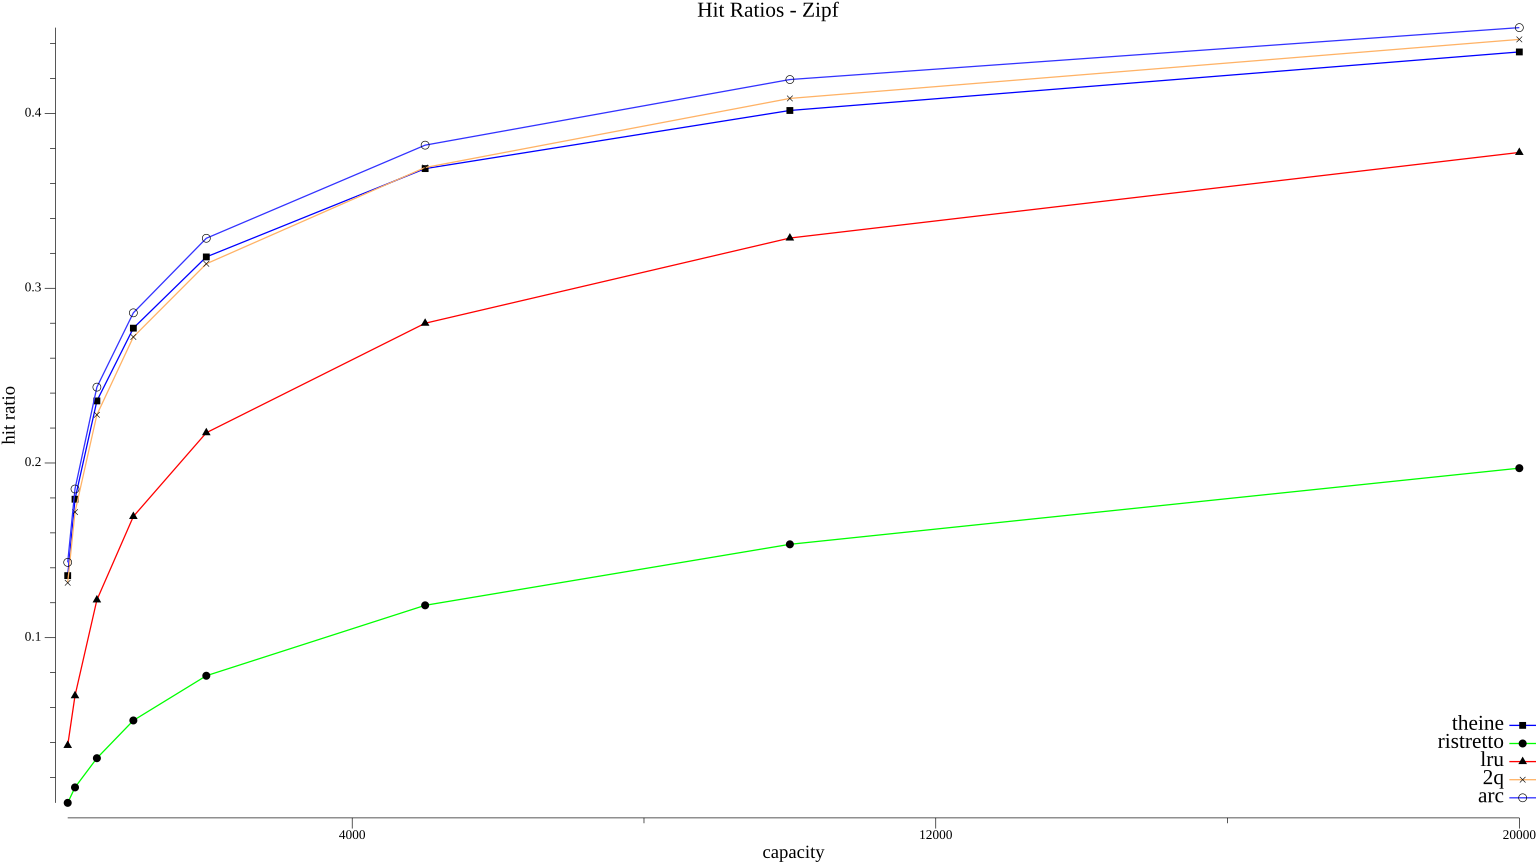 Hit Ratios - Zipf
0.4
0.3
0.2
0.1
hit ratio
4000
12000
20000
capacity
theine
ristretto
lru
2q
arc